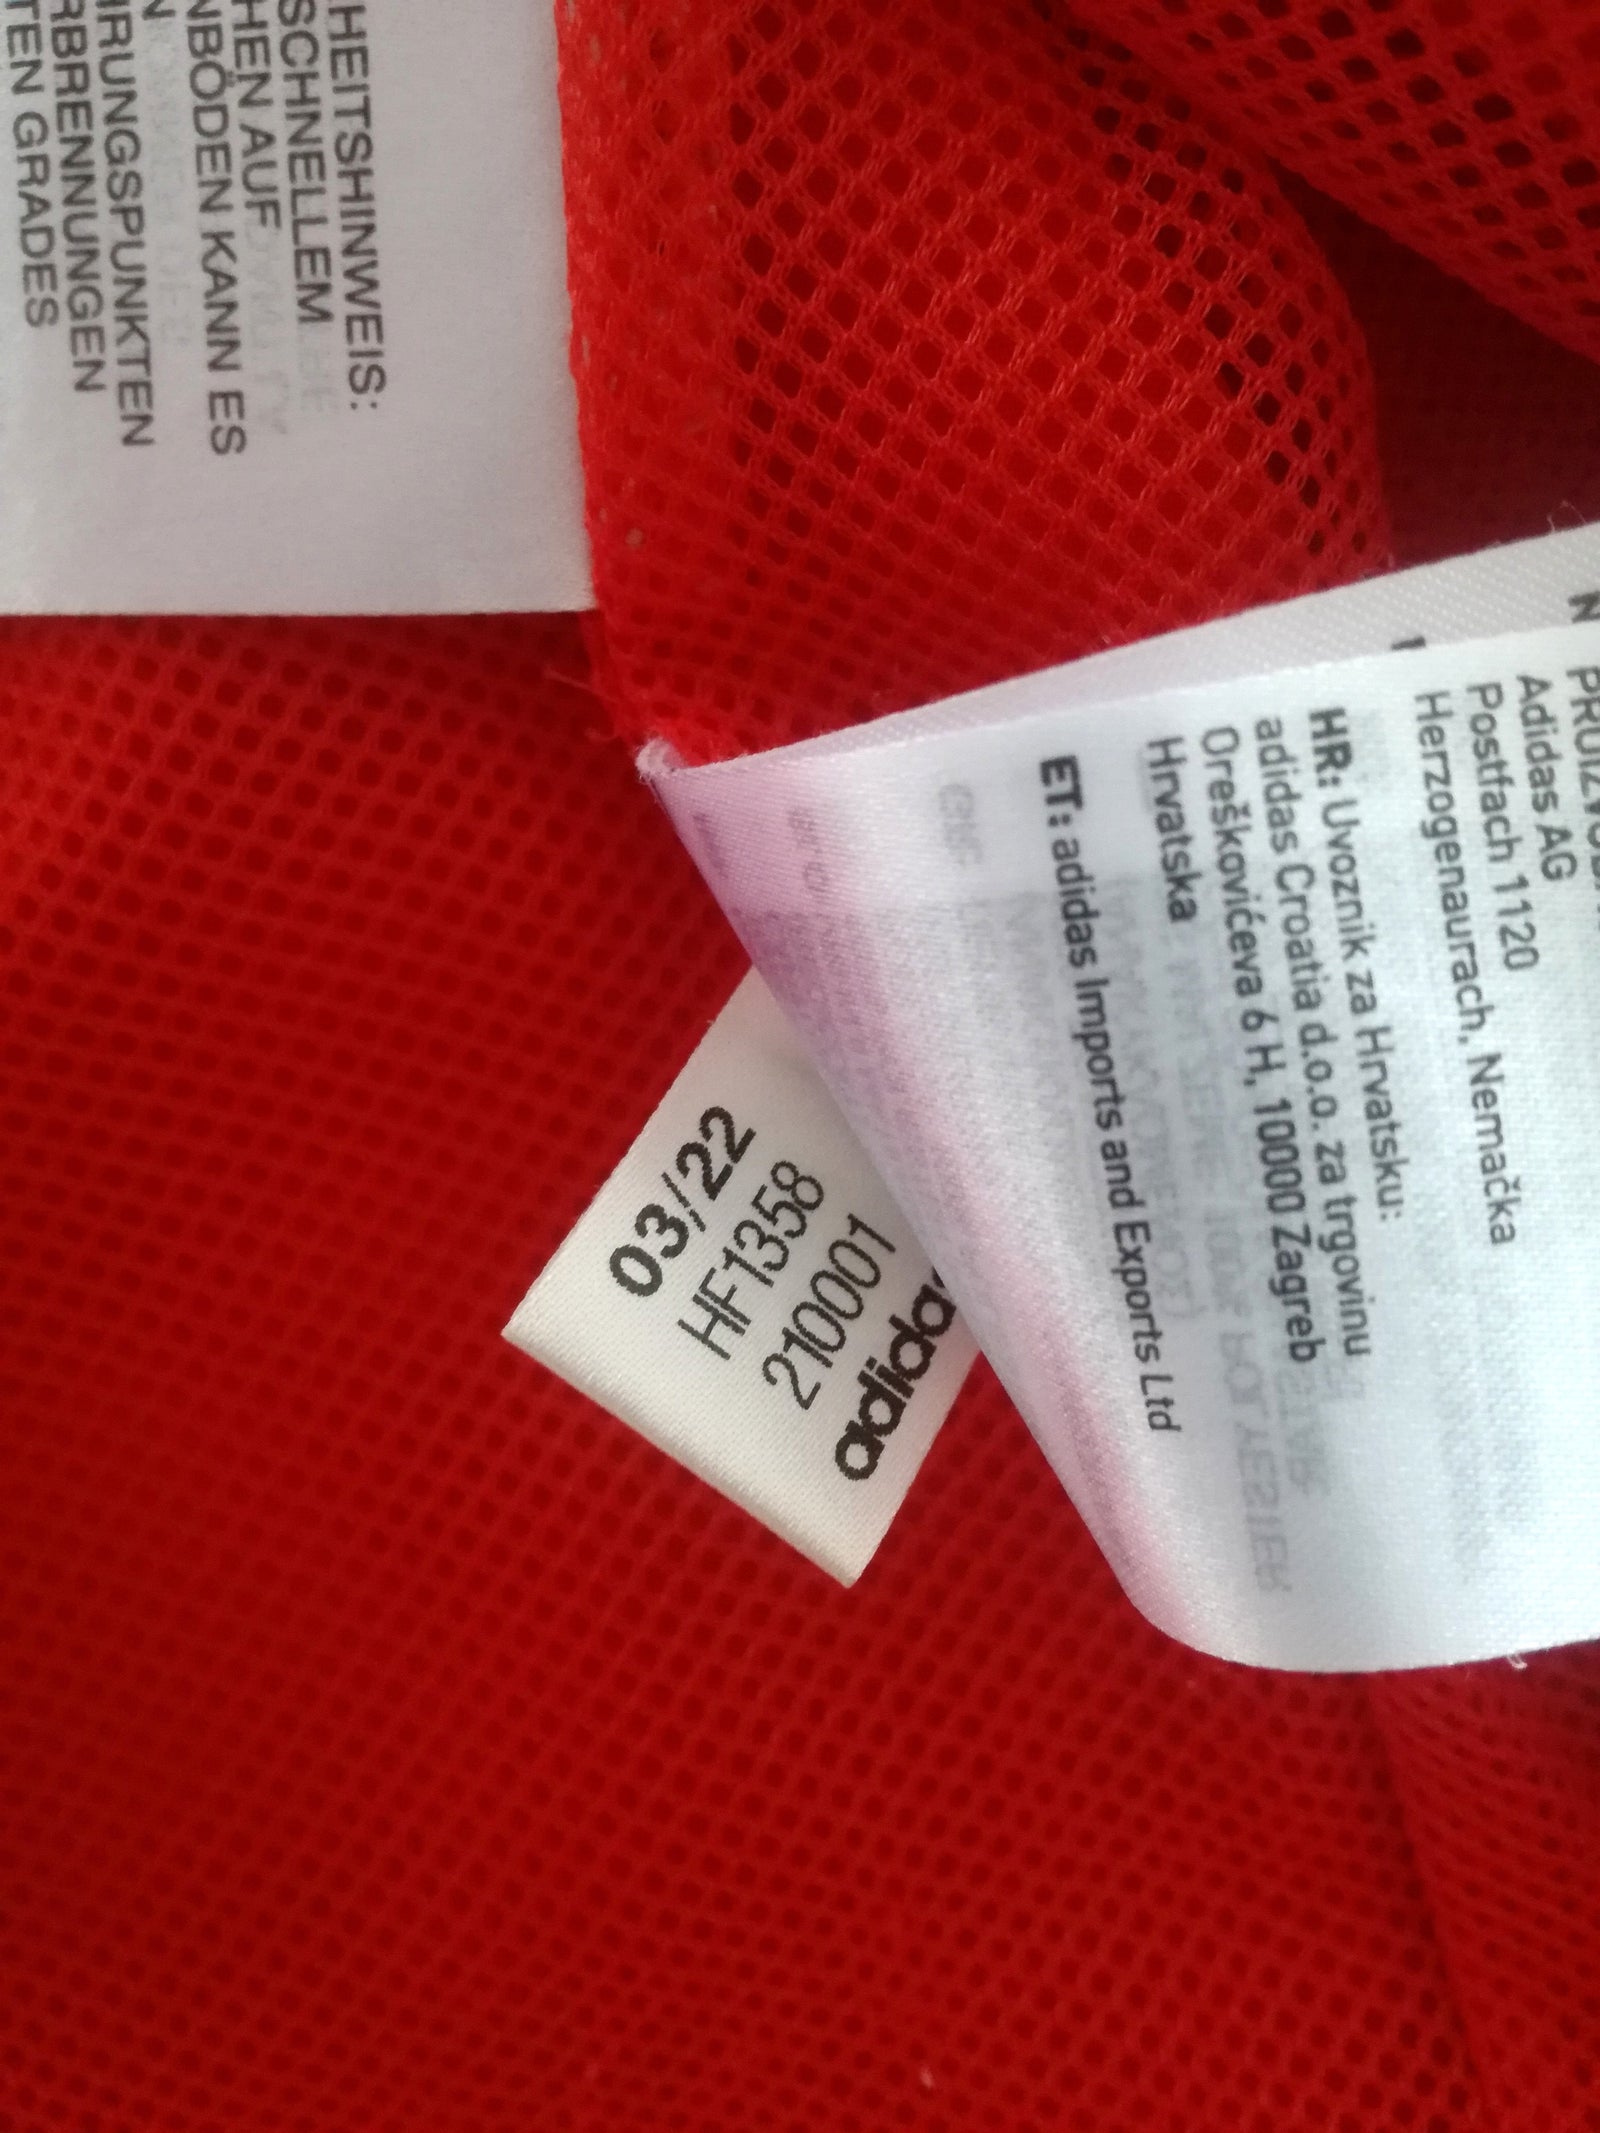 HEITSHINWEIS:
SCHNELLEM
HEN AUF
NBÖDEN KANN ES
N
HRUNGSPUNKTEN
RBRENNUNGEN
TEN GRADES
03/22
HF1358
210001
adidas
N
Adidas AG
Postfach 1120
Herzogenaurach, Nemačka
HR: Uvoznik za Hrvatsku:
adidas Croatia d.o.o. za trgovinu
Oreškovićeva 6 H, 10000 Zagreb
Hrvatska
ET: adidas Imports and Exports Ltd